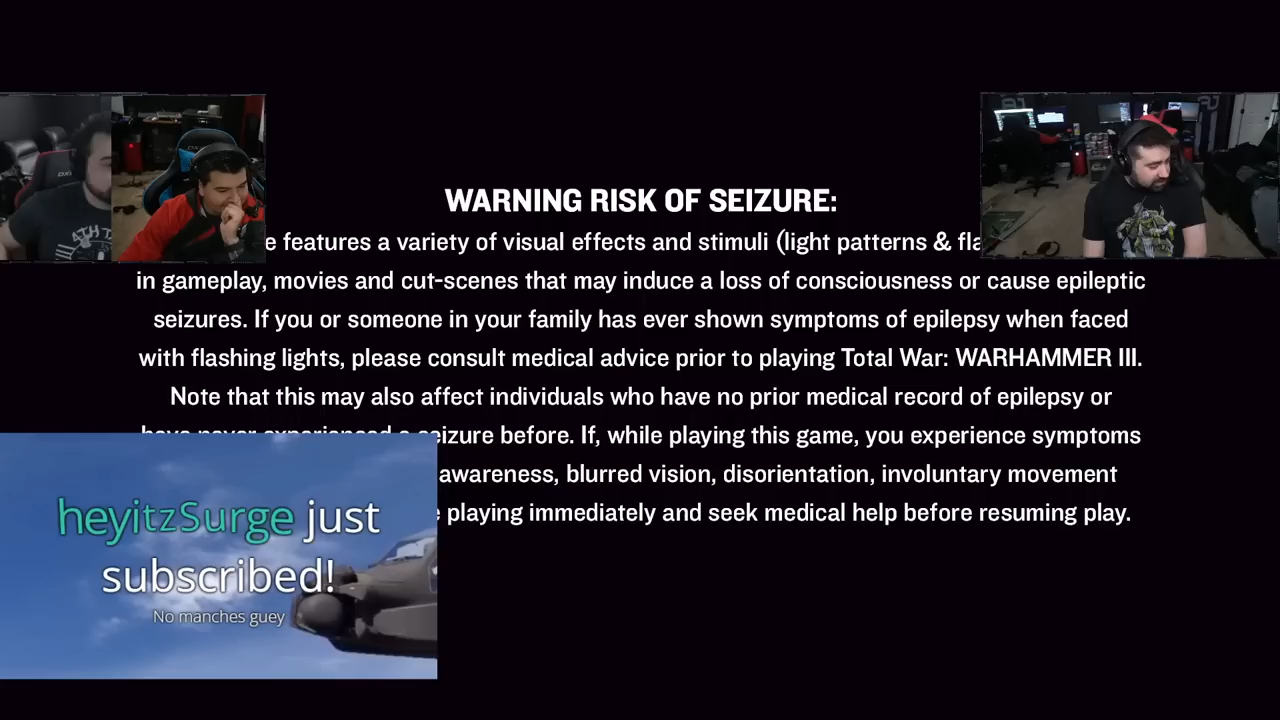 WARNING RISK OF SEIZURE:
e features a variety of visual effects and stimuli (light patterns &
in gameplay, movies and cut-scenes that may induce a loss of consciousness or cause epileptic
seizures. If you or someone in your family has ever shown symptoms of epilepsy when faced
with flashing lights, please consult medical advice prior to playing Total War: WARHAMMER III.
Note that this may also affect individuals who have no prior medical record of epilepsy or
have never experienced a seizure before. If, while playing this game, you experience symptoms
awareness, blurred vision, disorientation, involuntary movement
playing immediately and seek medical help before resuming play.
heyitzSurge just
subscribed!
No manches guey